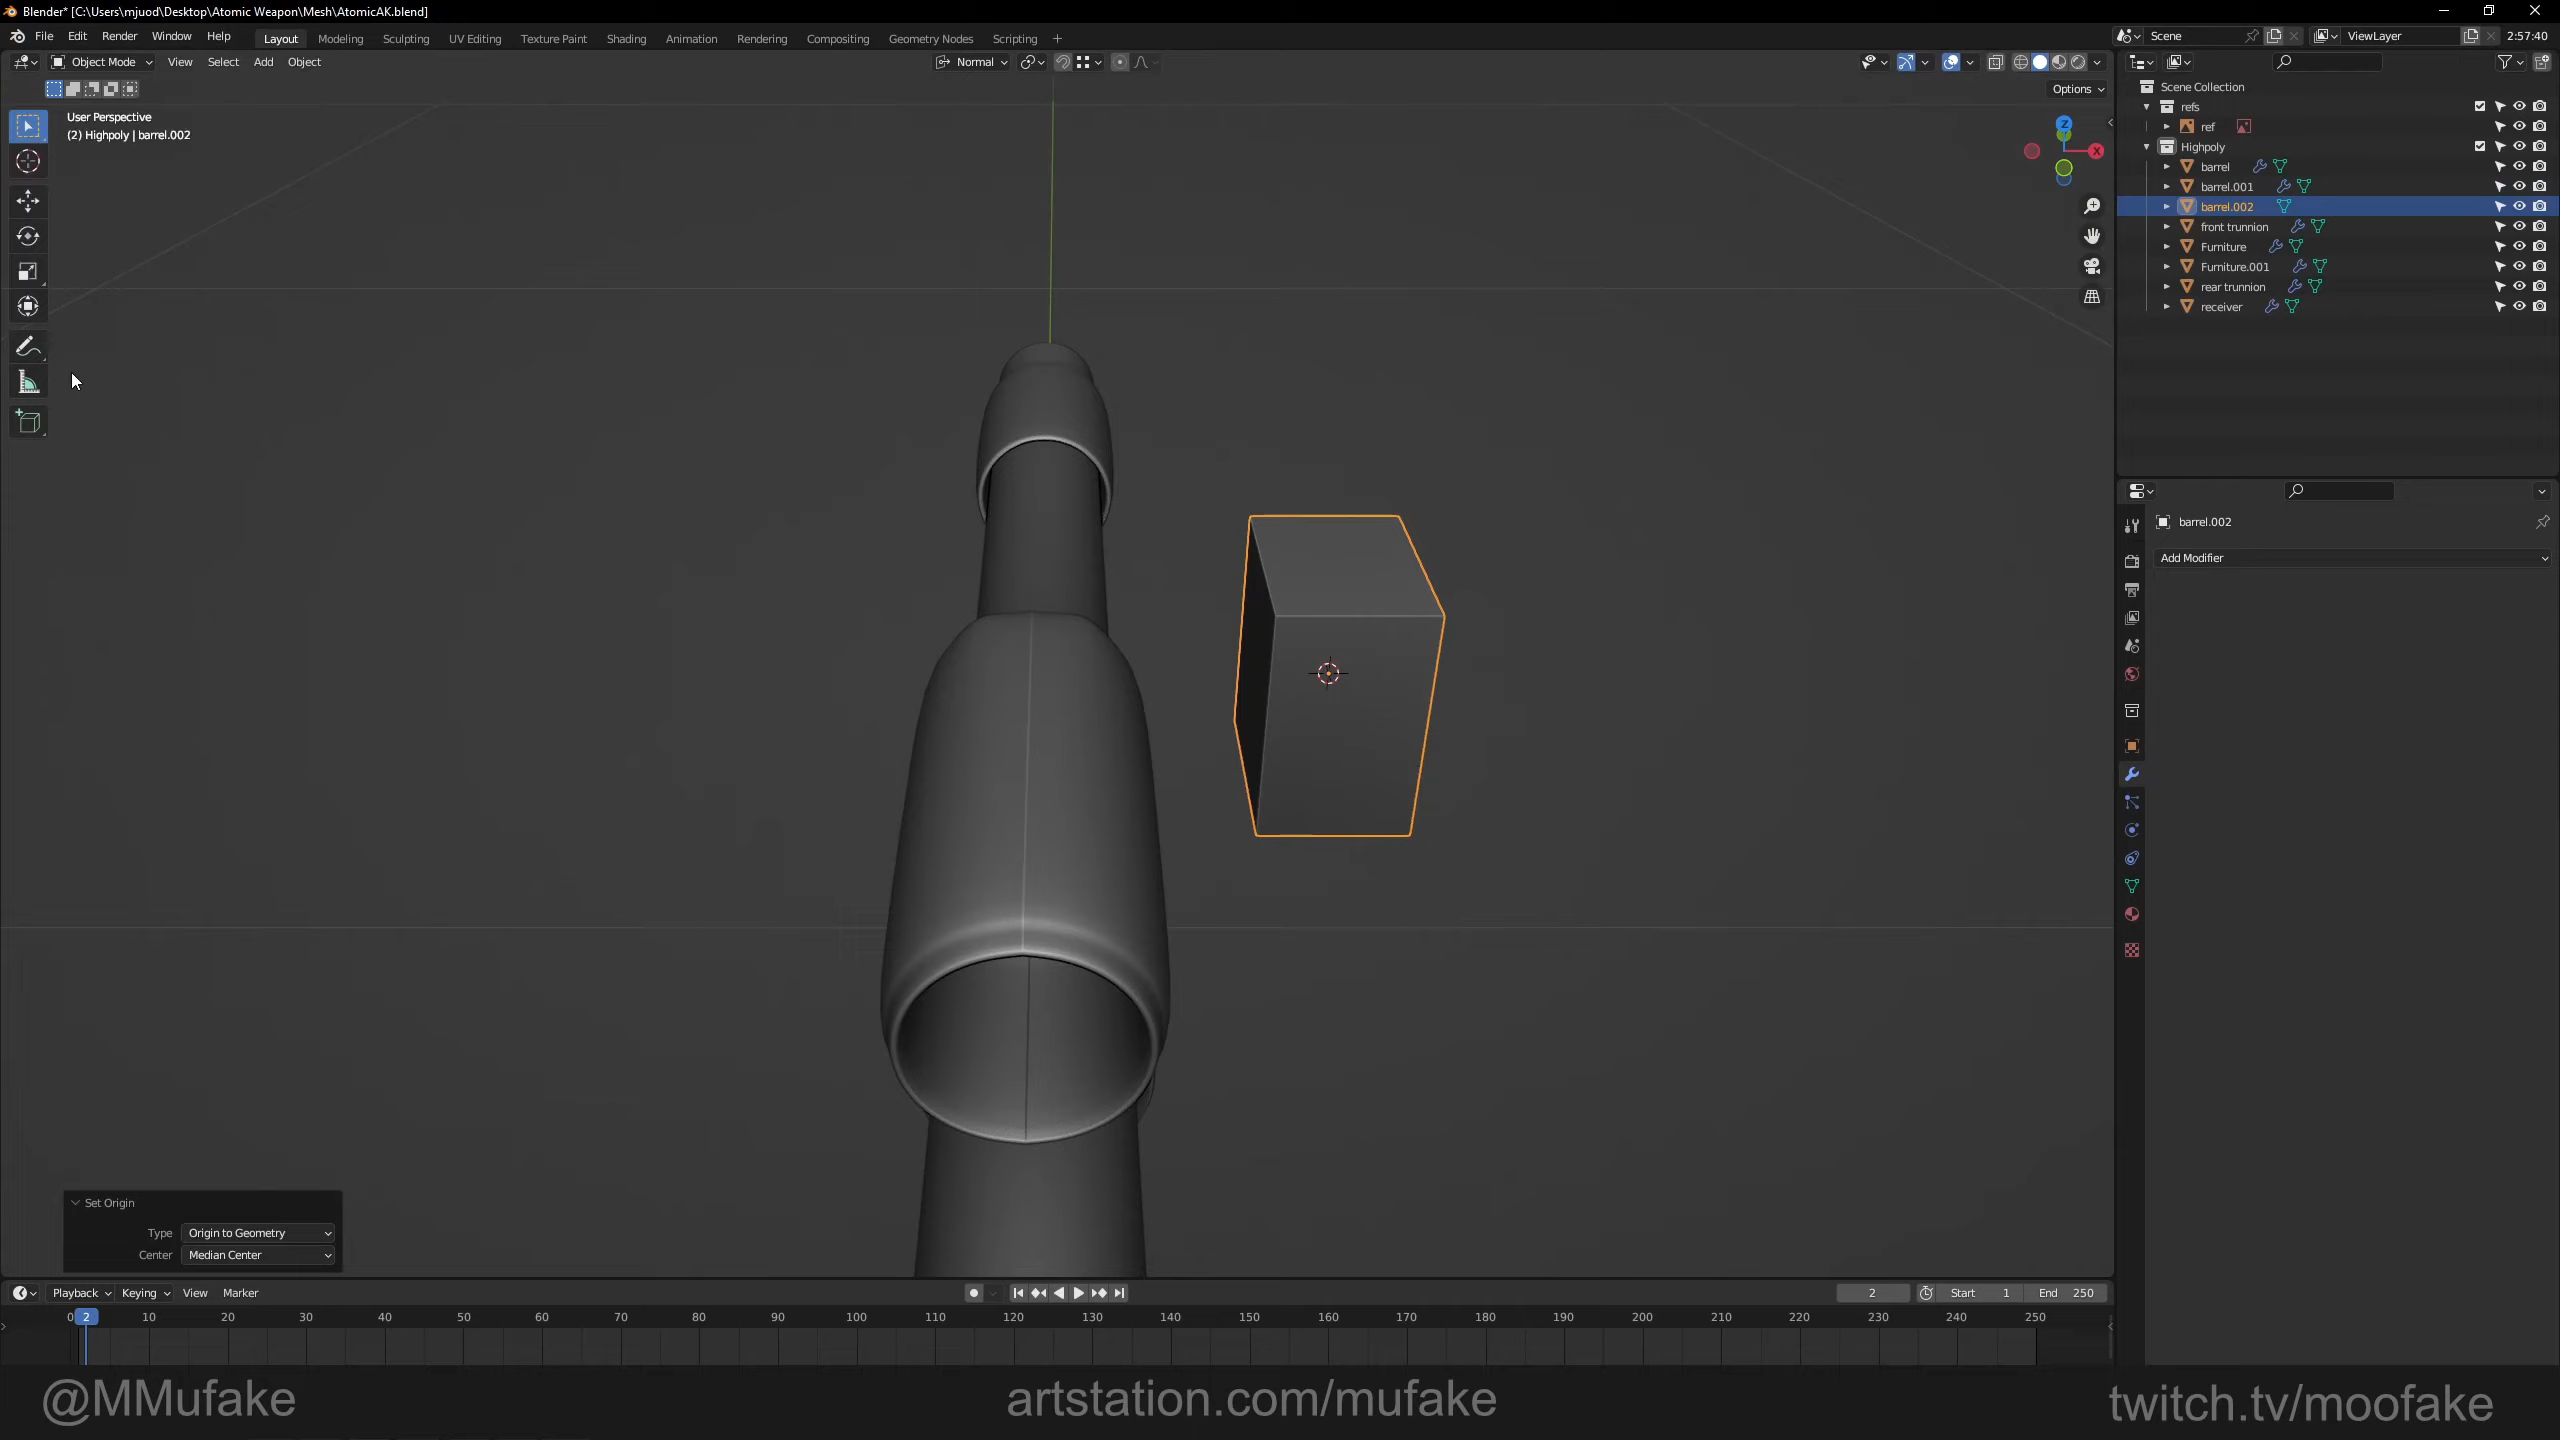 Blender* [C:\Users\mjuod\Desktop\Atomic Weapon\Mesh\AtomicAK.blend]
File Edit Render Window Help Layout Modeling Sculpting UV Editing Texture Paint Shading Animation Rendering Compositing Geometry Nodes Scripting + Scene ViewLayer 2:57:40
Object Mode View Select Add Object Normal
Options
User Perspective
(2) Highpoly | barrel.002
Z
X
Scene Collection
refs
ref
Highpoly
barrel
barrel.001
barrel.002
front trunnion
Furniture
Furniture.001
rear trunnion
receiver
barrel.002
Add Modifier
Set Origin
Type Origin to Geometry
Center Median Center
Playback Keying View Marker 2 Start 1 End 250
0 2 10 20 30 40 50 60 70 80 90 100 110 120 130 140 150 160 170 180 190 200 210 220 230 240 250
@MMufake artstation.com/mufake twitch.tv/moofake